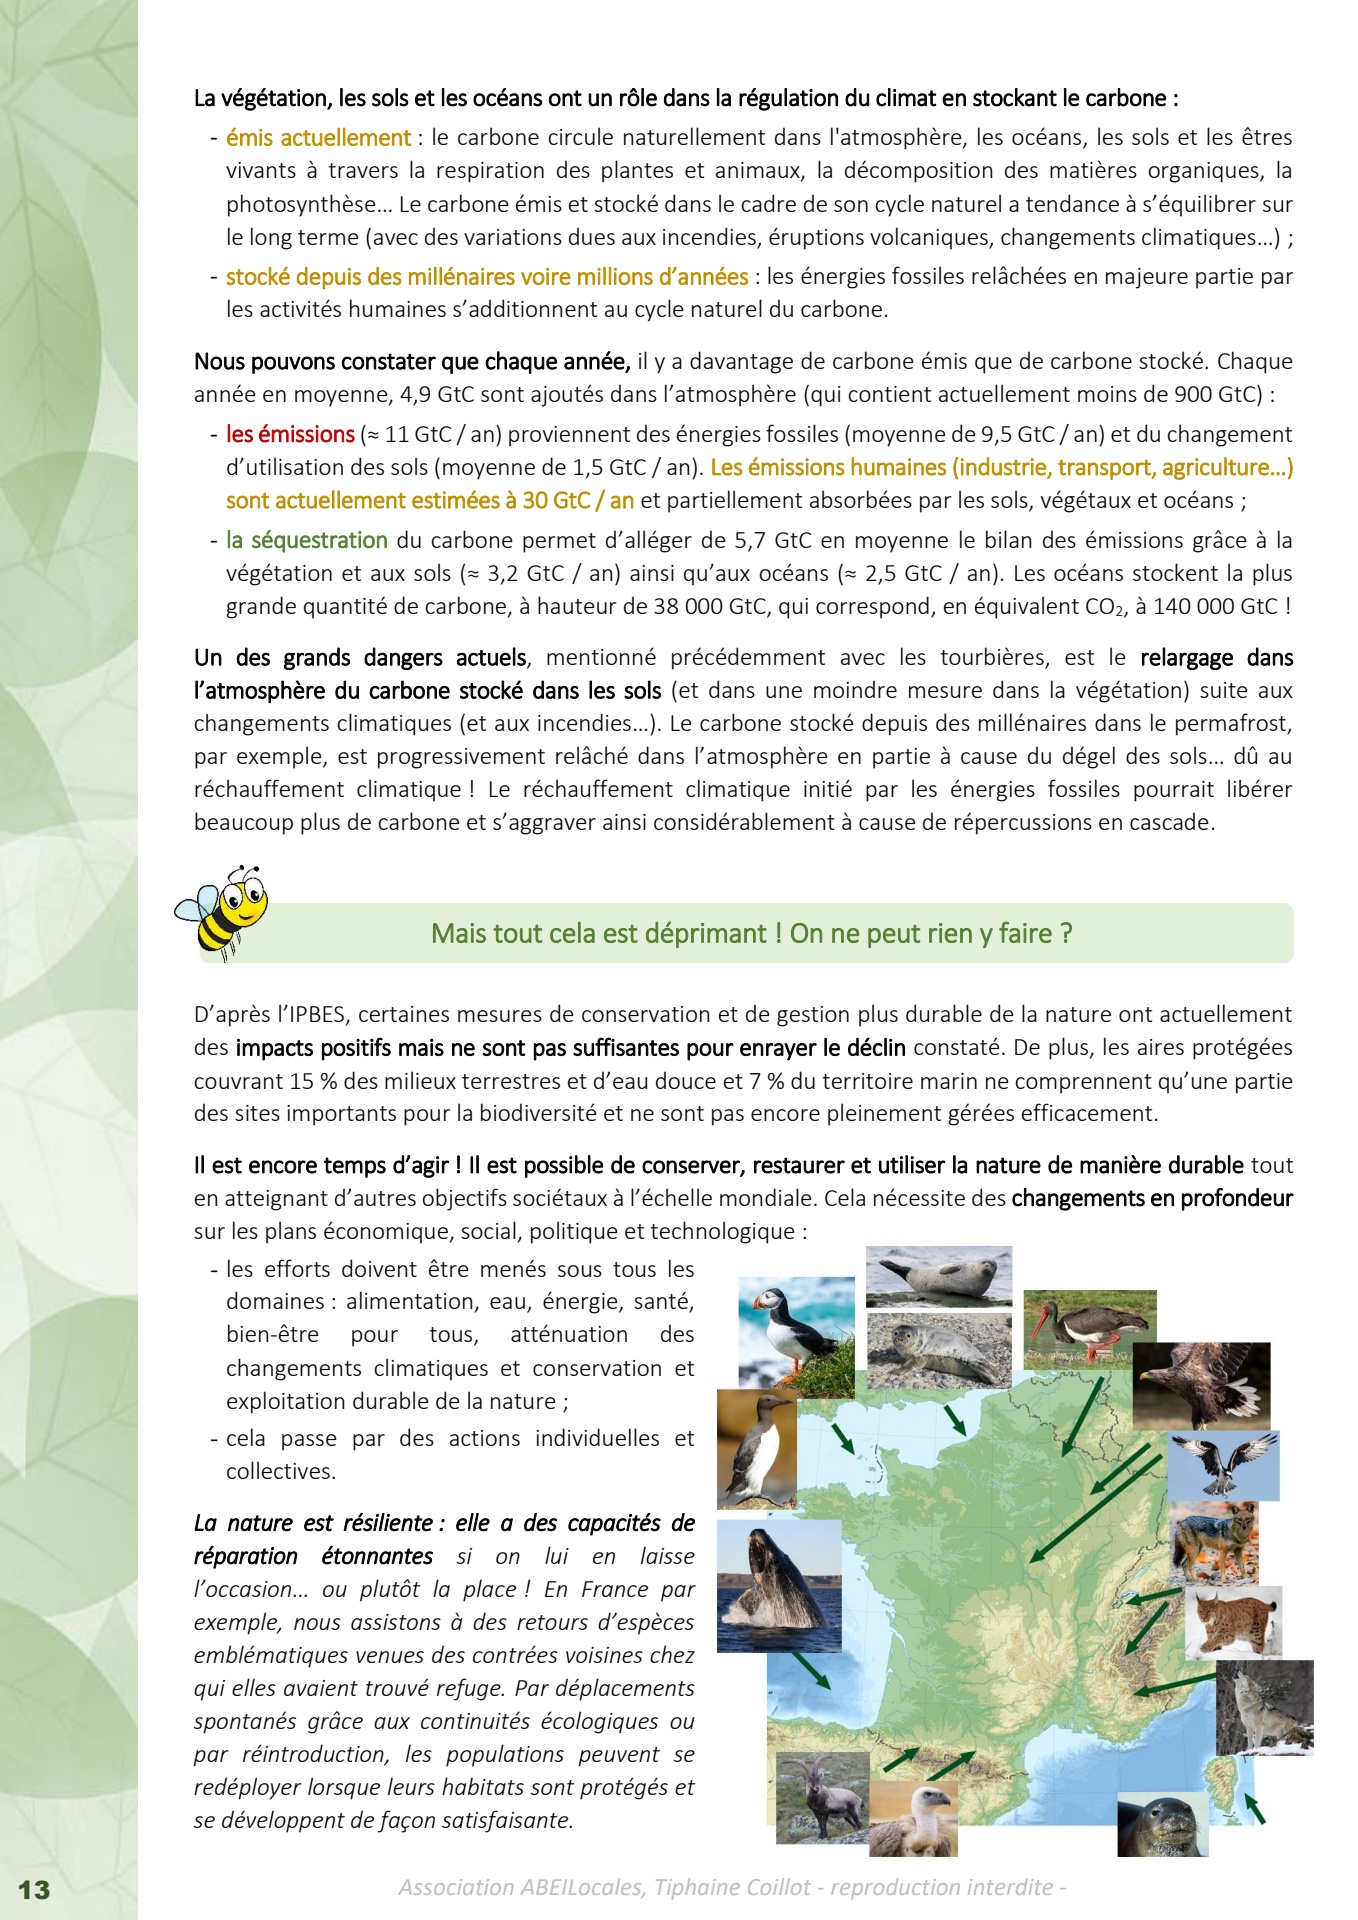 La végétation, les sols et les océans ont un rôle dans la régulation du climat en stockant le carbone :
- émis actuellement : le carbone circule naturellement dans l'atmosphère, les océans, les sols et les êtres
vivants à travers la respiration des plantes et animaux, la décomposition des matières organiques, la
photosynthèse... Le carbone émis et stocké dans le cadre de son cycle naturel a tendance à s’équilibrer sur
le long terme (avec des variations dues aux incendies, éruptions volcaniques, changements climatiques...) ;
- stocké depuis des millénaires voire millions d’années : les énergies fossiles relâchées en majeure partie par
les activités humaines s’additionnent au cycle naturel du carbone.
Nous pouvons constater que chaque année, il y a davantage de carbone émis que de carbone stocké. Chaque
année en moyenne, 4,9 GtC sont ajoutés dans l’atmosphère (qui contient actuellement moins de 900 GtC) :
- les émissions (≈ 11 GtC / an) proviennent des énergies fossiles (moyenne de 9,5 GtC / an) et du changement
d’utilisation des sols (moyenne de 1,5 GtC / an). Les émissions humaines (industrie, transport, agriculture...)
sont actuellement estimées à 30 GtC / an et partiellement absorbées par les sols, végétaux et océans ;
- la séquestration du carbone permet d’alléger de 5,7 GtC en moyenne le bilan des émissions grâce à la
végétation et aux sols (≈ 3,2 GtC / an) ainsi qu’aux océans (≈ 2,5 GtC / an). Les océans stockent la plus
grande quantité de carbone, à hauteur de 38 000 GtC, qui correspond, en équivalent CO₂, à 140 000 GtC !
Un des grands dangers actuels, mentionné précédemment avec les tourbières, est le relargage dans
l’atmosphère du carbone stocké dans les sols (et dans une moindre mesure dans la végétation) suite aux
changements climatiques (et aux incendies...). Le carbone stocké depuis des millénaires dans le permafrost,
par exemple, est progressivement relâché dans l’atmosphère en partie à cause du dégel des sols... dû au
réchauffement climatique ! Le réchauffement climatique initié par les énergies fossiles pourrait libérer
beaucoup plus de carbone et s’aggraver ainsi considérablement à cause de répercussions en cascade.
Mais tout cela est déprimant ! On ne peut rien y faire ?
D’après l’IPBES, certaines mesures de conservation et de gestion plus durable de la nature ont actuellement
des impacts positifs mais ne sont pas suffisantes pour enrayer le déclin constaté. De plus, les aires protégées
couvrant 15 % des milieux terrestres et d’eau douce et 7 % du territoire marin ne comprennent qu’une partie
des sites importants pour la biodiversité et ne sont pas encore pleinement gérées efficacement.
Il est encore temps d’agir ! Il est possible de conserver, restaurer et utiliser la nature de manière durable tout
en atteignant d’autres objectifs sociétaux à l’échelle mondiale. Cela nécessite des changements en profondeur
sur les plans économique, social, politique et technologique :
- les efforts doivent être menés sous tous les
domaines : alimentation, eau, énergie, santé,
bien-être pour tous, atténuation des
changements climatiques et conservation et
exploitation durable de la nature ;
- cela passe par des actions individuelles et
collectives.
La nature est résiliente : elle a des capacités de
réparation étonnantes si on lui en laisse
l’occasion... ou plutôt la place ! En France par
exemple, nous assistons à des retours d’espèces
emblématiques venues des contrées voisines chez
qui elles avaient trouvé refuge. Par déplacements
spontanés grâce aux continuités écologiques ou
par réintroduction, les populations peuvent se
redéployer lorsque leurs habitats sont protégés et
se développent de façon satisfaisante.
13
Association ABEILocales, Tiphaine Coillot - reproduction interdite -